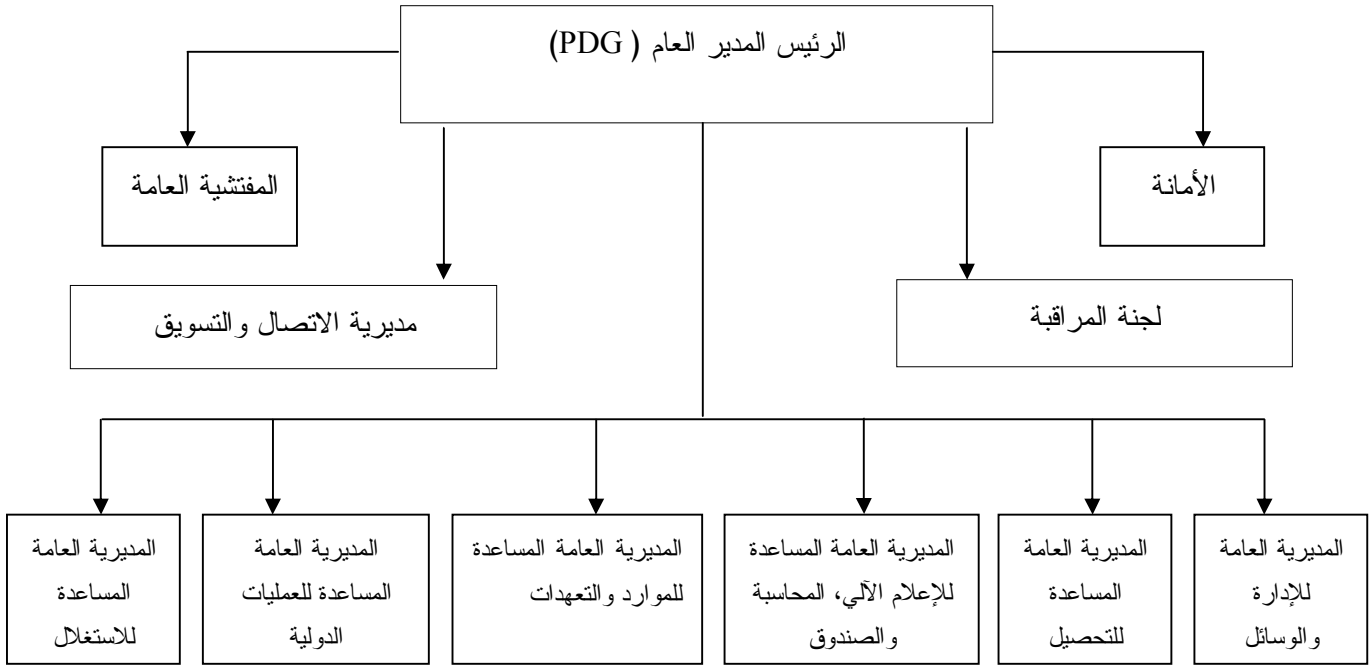 الرئيس المدير العام ( PDG)
الأمانة
المفتشية العامة
لجنة المراقبة
مديرية الاتصال والتسويق
المديرية العامة
للإدارة
والوسائل
المديرية العامة
المساعدة
للتحصيل
المديرية العامة المساعدة
للإعلام الآلي، المحاسبة
والصندوق
المديرية العامة المساعدة
للموارد والتعهدات
المديرية العامة
المساعدة للعمليات
الدولية
المديرية العامة
المساعدة
للاستغلال